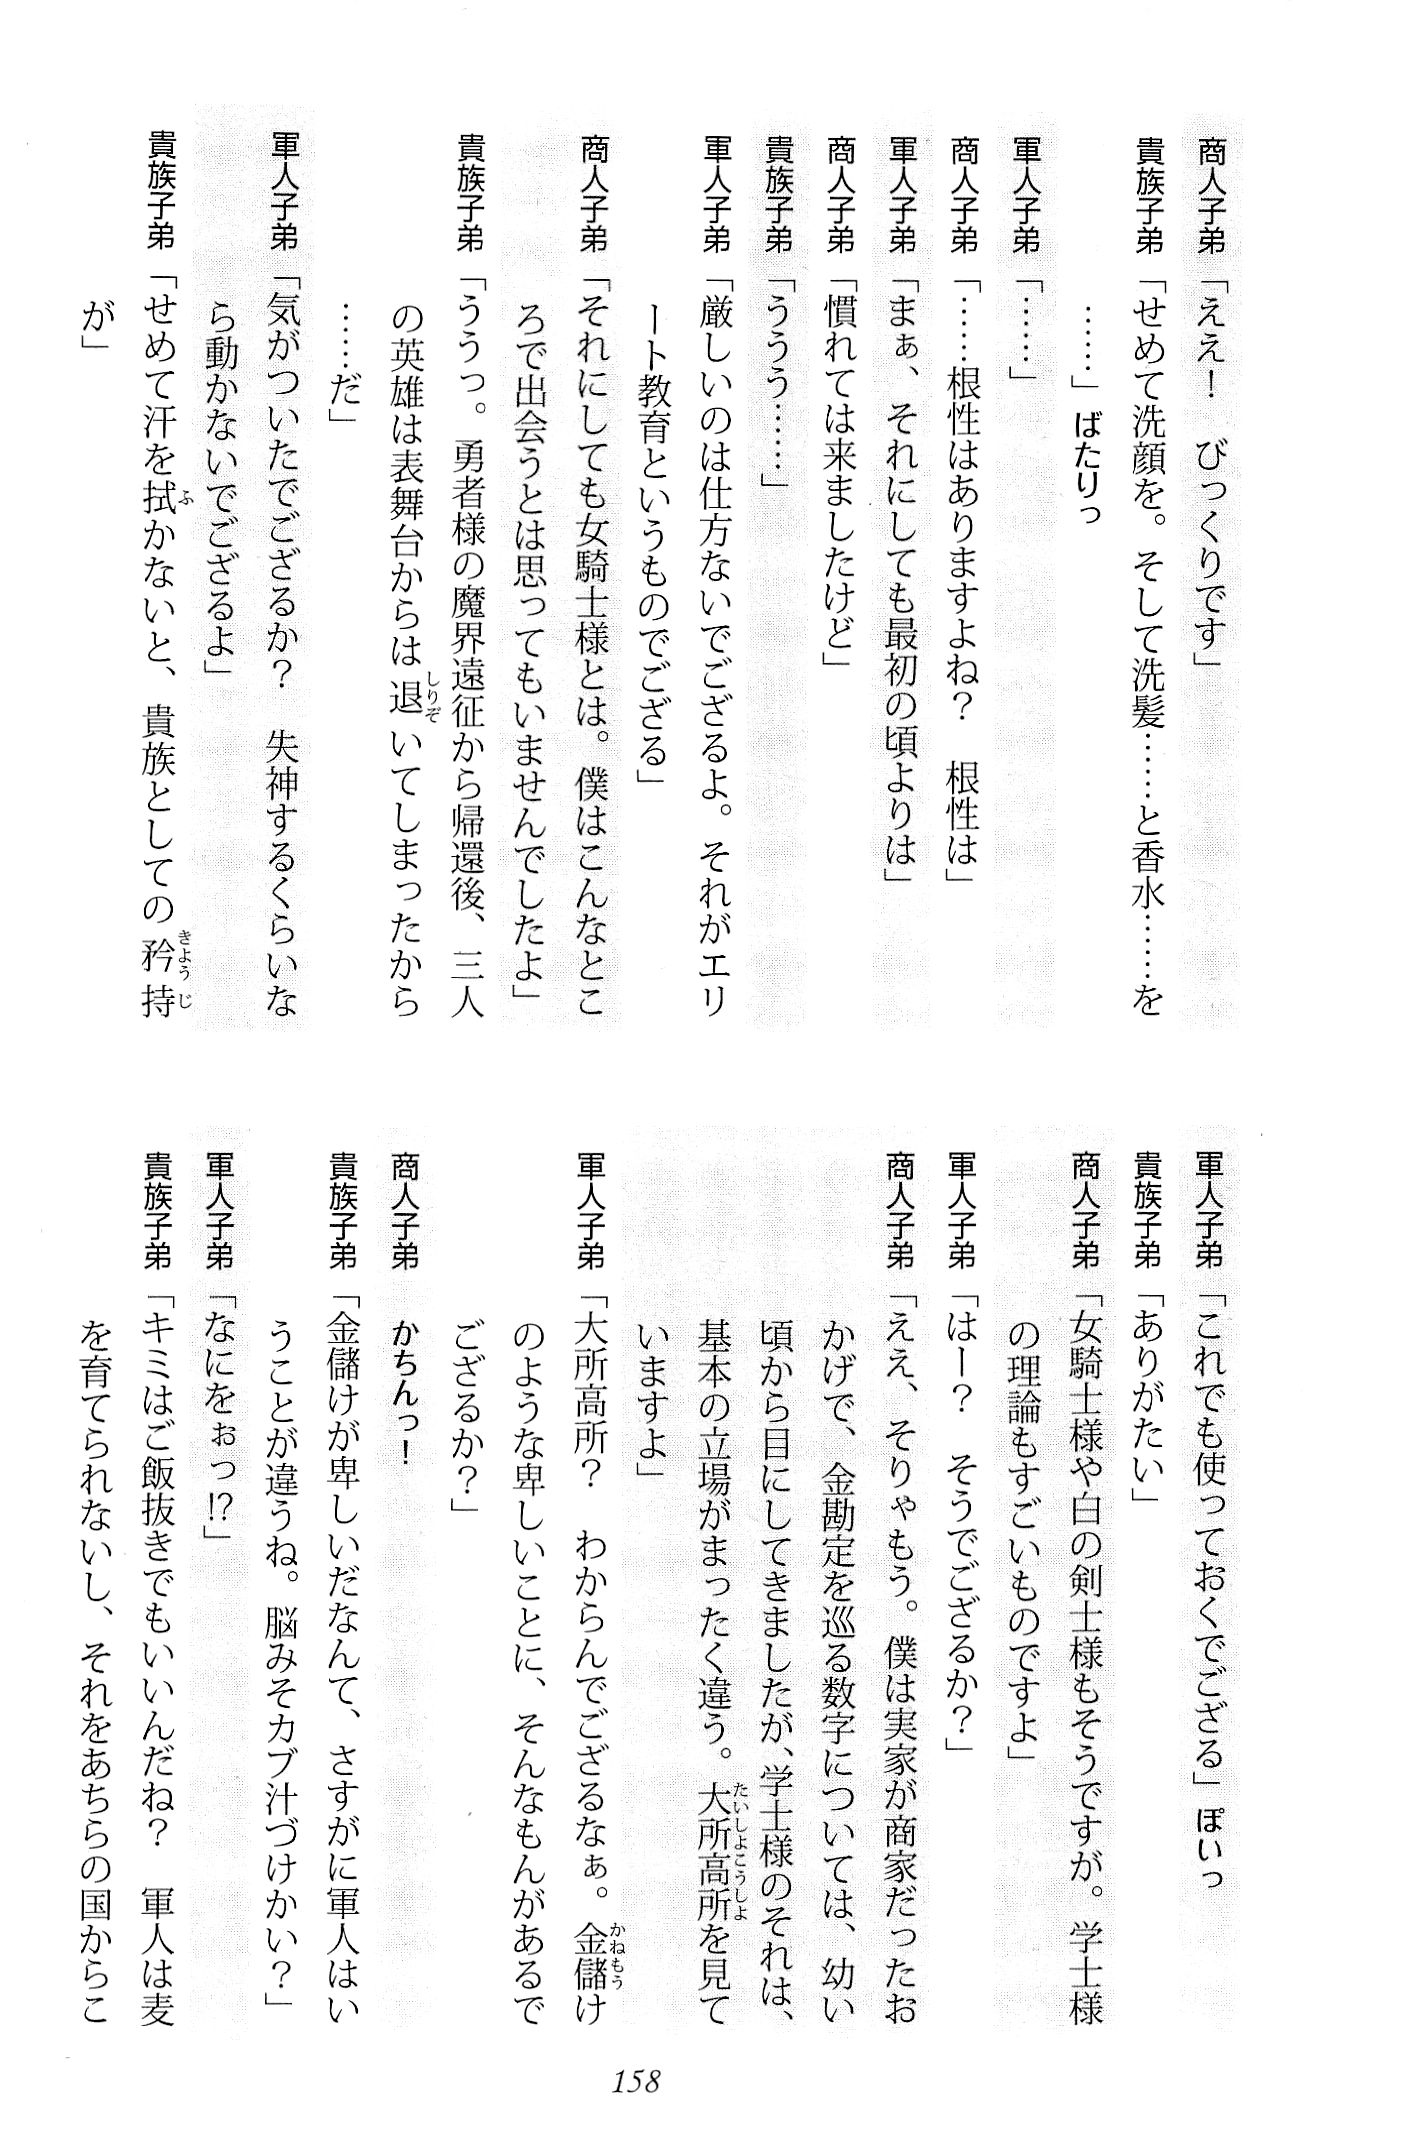 商人子弟「ええ！　びっくりです」
貴族子弟「せめて洗顔を。そして洗髪……と香水……を
……」ばたりっ
軍人子弟「……」
商人子弟「……根性はありますよね？　根性は」
軍人子弟「まぁ、それにしても最初の頃よりは」
商人子弟「慣れては来ましたけど」
貴族子弟「ううう……」
軍人子弟「厳しいのは仕方ないでござるよ。それがエリ
ート教育というものでござる」
商人子弟「それにしても女騎士様とは。僕はこんなとこ
ろで出会うとは思ってもいませんでしたよ」
貴族子弟「ううっ。勇者様の魔界遠征から帰還後、三人
の英雄は表舞台からは退いてしまったから
……だ」
軍人子弟「気がついたでござるか？　失神するくらいな
ら動かないでござるよ」
貴族子弟「せめて汗を拭かないと、貴族としての矜持
が」
軍人子弟「これでも使っておくでござる」ぽいっ
貴族子弟「ありがたい」
商人子弟「女騎士様や白の剣士様もそうですが。学士様
の理論もすごいものですよ」
軍人子弟「はー？　そうでござるか？」
商人子弟「ええ、そりゃもう。僕は実家が商家だったお
かげで、金勘定を巡る数字については、幼い
頃から目にしてきましたが、学士様のそれは、
基本の立場がまったく違う。大所高所を見て
いますよ」
軍人子弟「大所高所？　わからんでござるなぁ。金儲け
のような卑しいことに、そんなもんがあるで
ござるか？」
商人子弟　かちんっ！
貴族子弟「金儲けが卑しいだなんて、さすがに軍人はい
うことが違うね。脳みそカブ汁づけかい？」
軍人子弟「なにをぉっ!?」
貴族子弟「キミはご飯抜きでもいいんだね？　軍人は麦
を育てられないし、それをあちらの国からこ
158